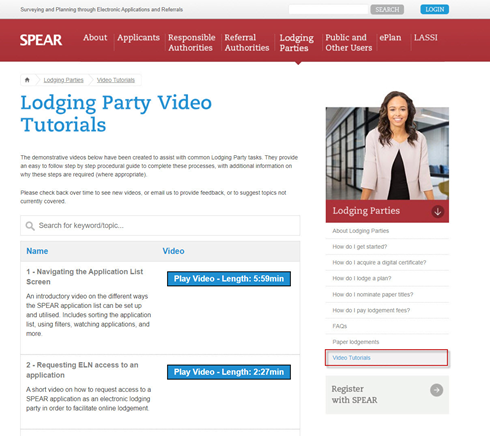 Surveying and Planning through Electronic Applications and Referrals
SEARCH
LOGIN
SPEAR
About
Applicants
Responsible
Authorities
Referral
Authorities
Lodging
Parties
Public and
Other Users
ePlan
LASSI
Lodging Parties
Video Tutorials
Lodging Party Video
Tutorials
The demonstrative videos below have been created to assist with common Lodging Party tasks. They provide
an easy to follow step by step procedural guide to complete these processes, with additional information on
why these steps are required (where appropriate).
Please check back over time to see new videos, or email us to provide feedback, or to suggest topics not
currently covered.
Search for keyword/topic...
Name
Video
1 - Navigating the Application List
Screen
Play Video - Length: 5:59min
An introductory video on the different ways
the SPEAR application list can be set up
and utilised. Includes sorting the application
list, using filters, watching applications, and
more.
2 - Requesting ELN access to an
application
Play Video - Length: 2:27min
A short video on how to request access to a
SPEAR application as an electronic lodging
party in order to facilitate online lodgement.
Lodging Parties
About Lodging Parties
How do I get started?
How do I acquire a digital certificate?
How do I lodge a plan?
How do I nominate paper titles?
How do I pay lodgement fees?
FAQs
Paper lodgements
Video Tutorials
Register
with SPEAR